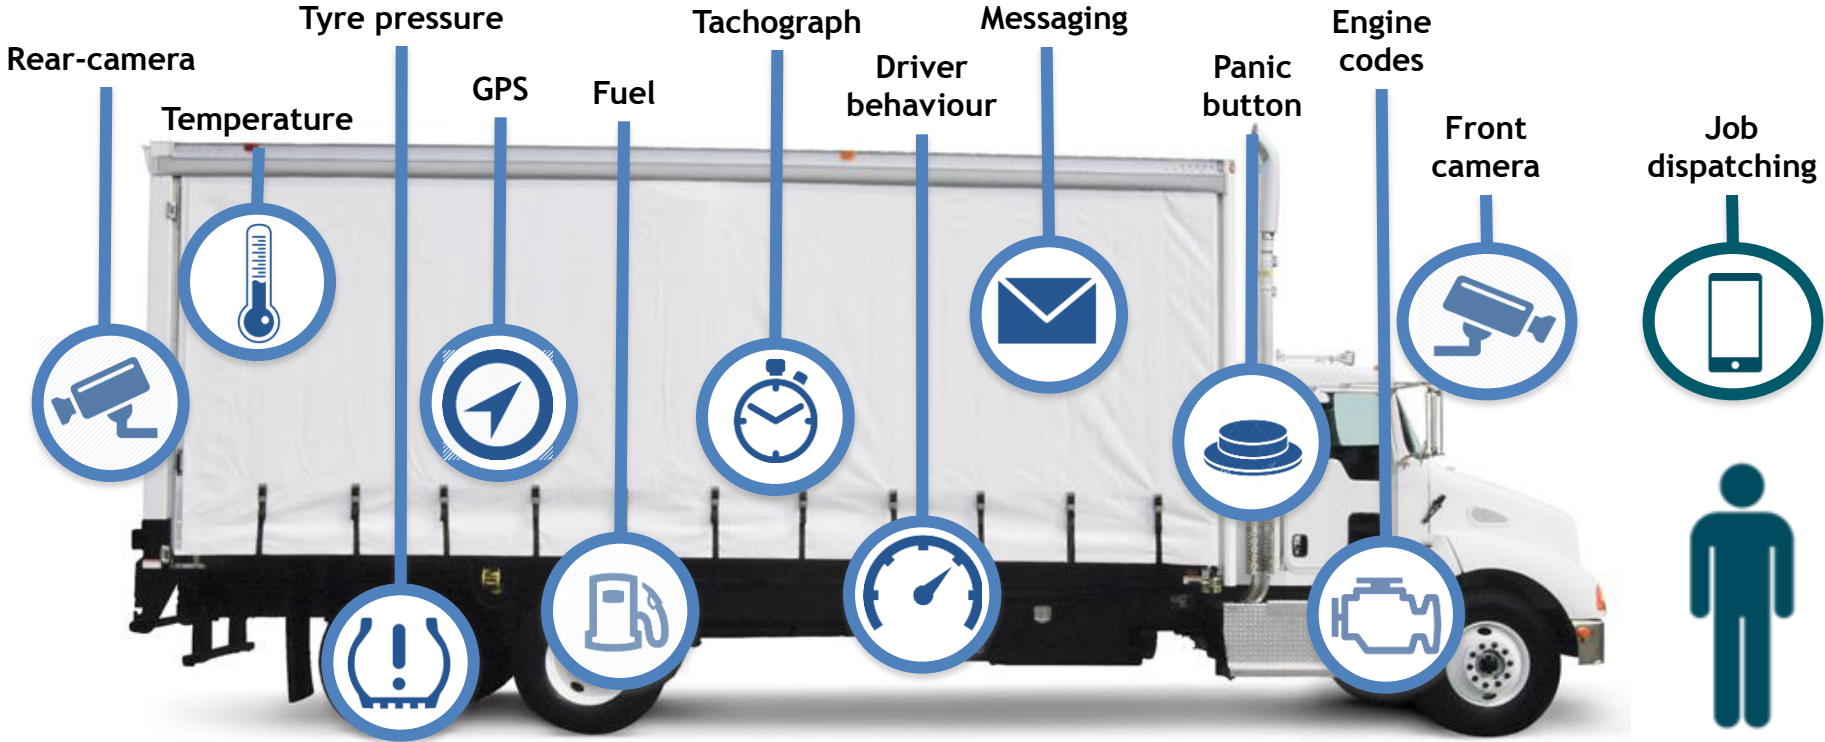 Rear-camera
Temperature
Tyre pressure
GPS
Fuel
Tachograph
Driver
behaviour
Messaging
Panic
button
Engine
codes
Front
camera
Job
dispatching